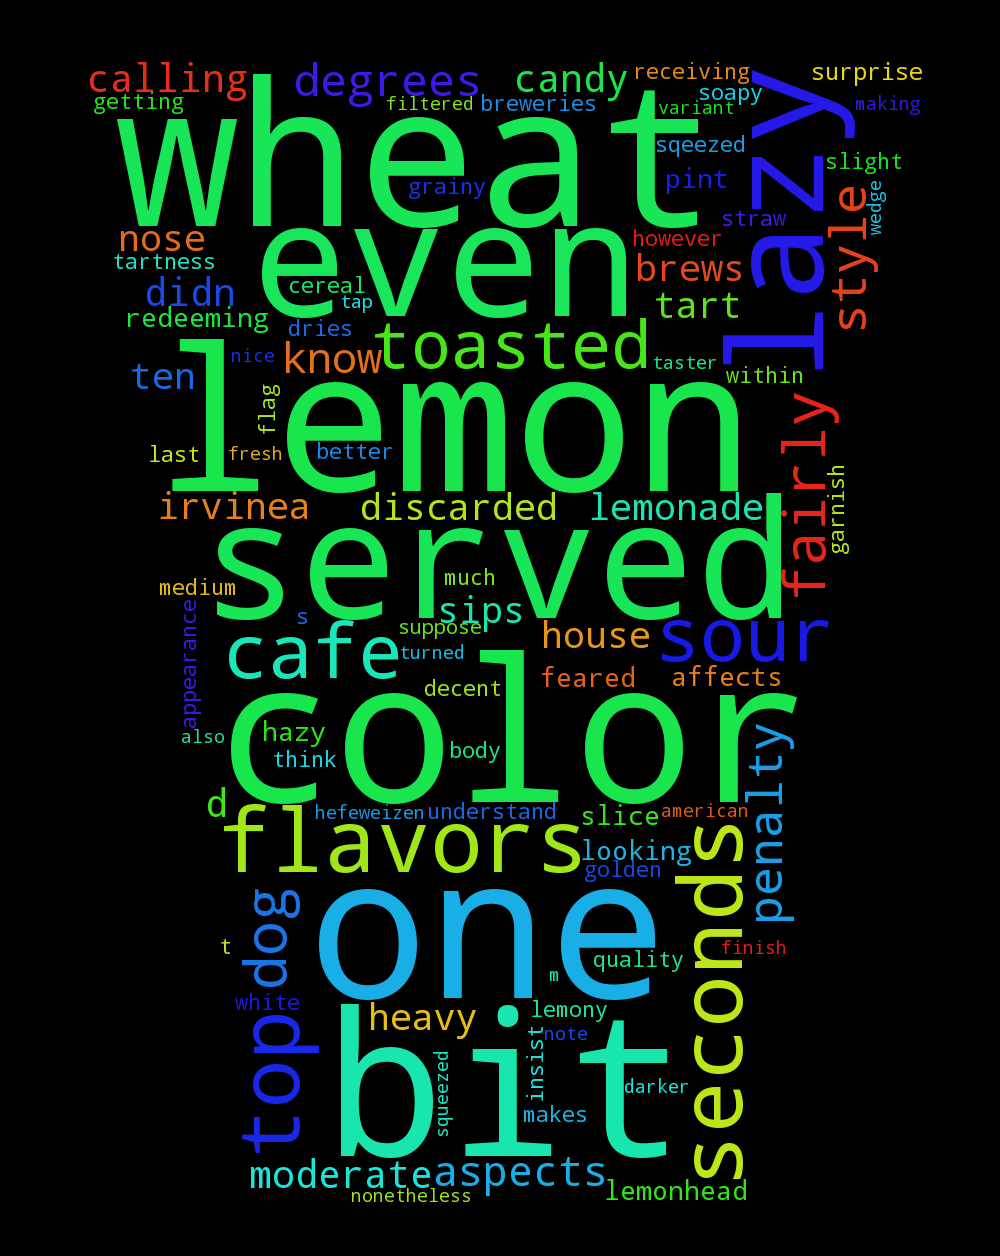 calling
degrees
candy
receiving
surprise
getting
filtered
breweries
soapy
variant
making
wheat
lazy
sqeezed
slight
grainy
pint
wedge
straw
style
nose
even
however
tartness
brews
didn
cereal
tap
tart
redeeming
dries
toasted
know
nice
taster
within
ten
flag
lemon
fairly
last
fresh
better
garnish
irvinea
discarded
lemonade
served
much
medium
sips
s
suppose
house
sour
cafe
turned
appearance
feared
affects
decent
color
also
hazy
think
body
penalty
d
hefeweizen
understand
slice
american
flavors
looking
golden
seconds
dog
one
t
quality
finish
m
white
top
heavy
lemony
bit
note
insist
squeezed
darker
makes
moderate
aspects
lemonhead
nonetheless